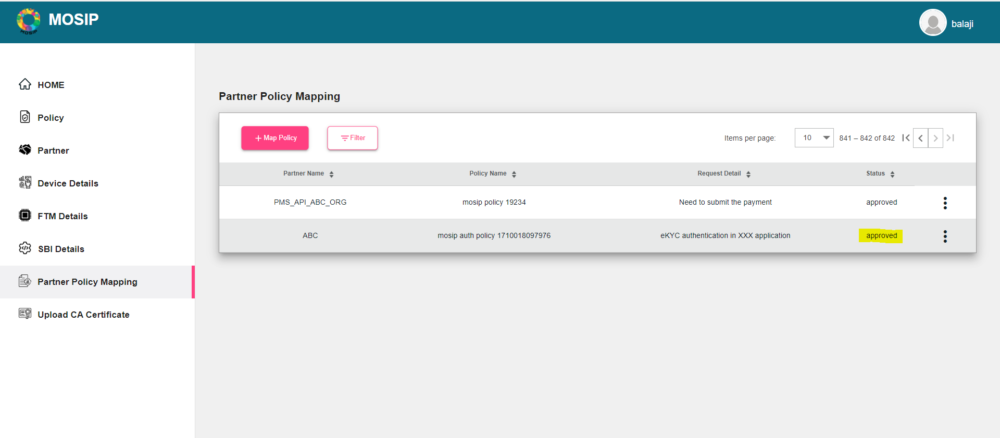 MOSIP
MOSIP
balaji
HOME
Policy
Partner
Device Details
FTM Details
SBI Details
Partner Policy Mapping
Upload CA Certificate
Partner Policy Mapping
+ Map Policy
Filter
Items per page: 10 841 – 842 of 842
Partner Name Policy Name Request Detail Status
PMS_API_ABC_ORG mosip policy 19234 Need to submit the payment approved
ABC mosip auth policy 1710018097976 eKYC authentication in XXX application approved